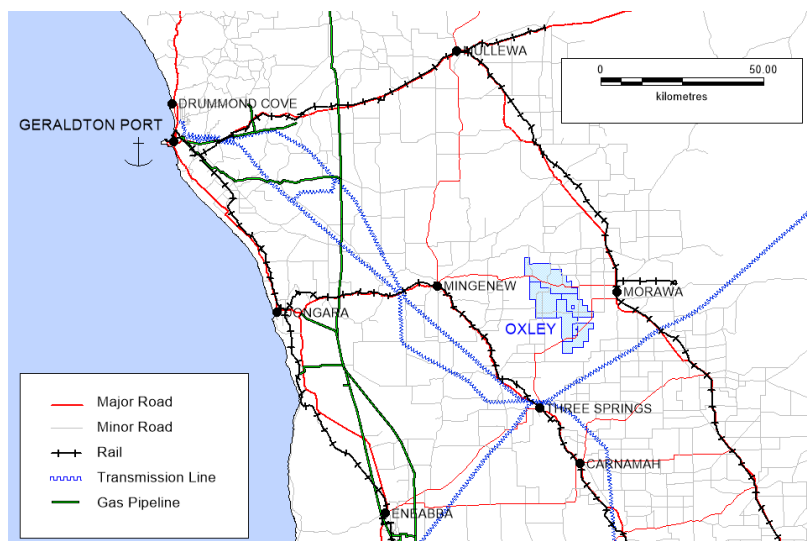 MULLEWA
0 50.00
kilometres
DRUMMOND COVE
GERALDTON PORT
MINGENEW
MORAWA
OXLEY
DONGARA
THREE SPRINGS
CARNAMAH
ENEABBA
Major Road
Minor Road
Rail
Transmission Line
Gas Pipeline